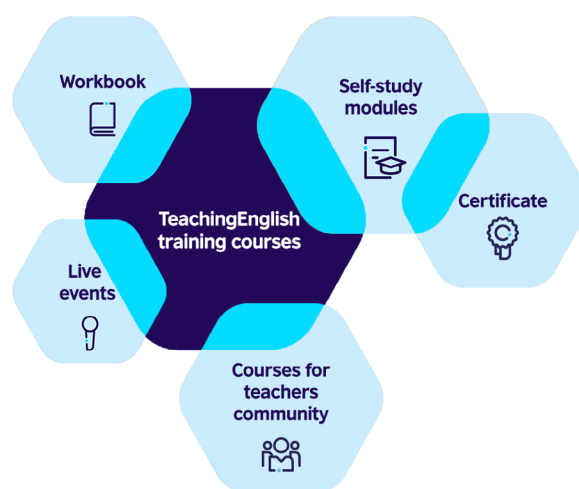 Workbook
Self-study
modules
Certificate
TeachingEnglish
training courses
Live
events
Courses for
teachers
community